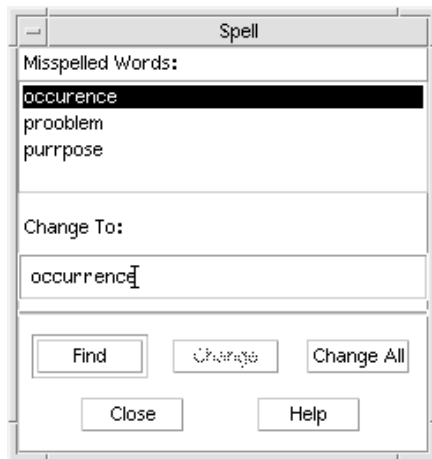 Spell
Misspelled Words:
occurence
prooblem
purrpose
Change To:
occurrence
Find Change Change All
Close Help